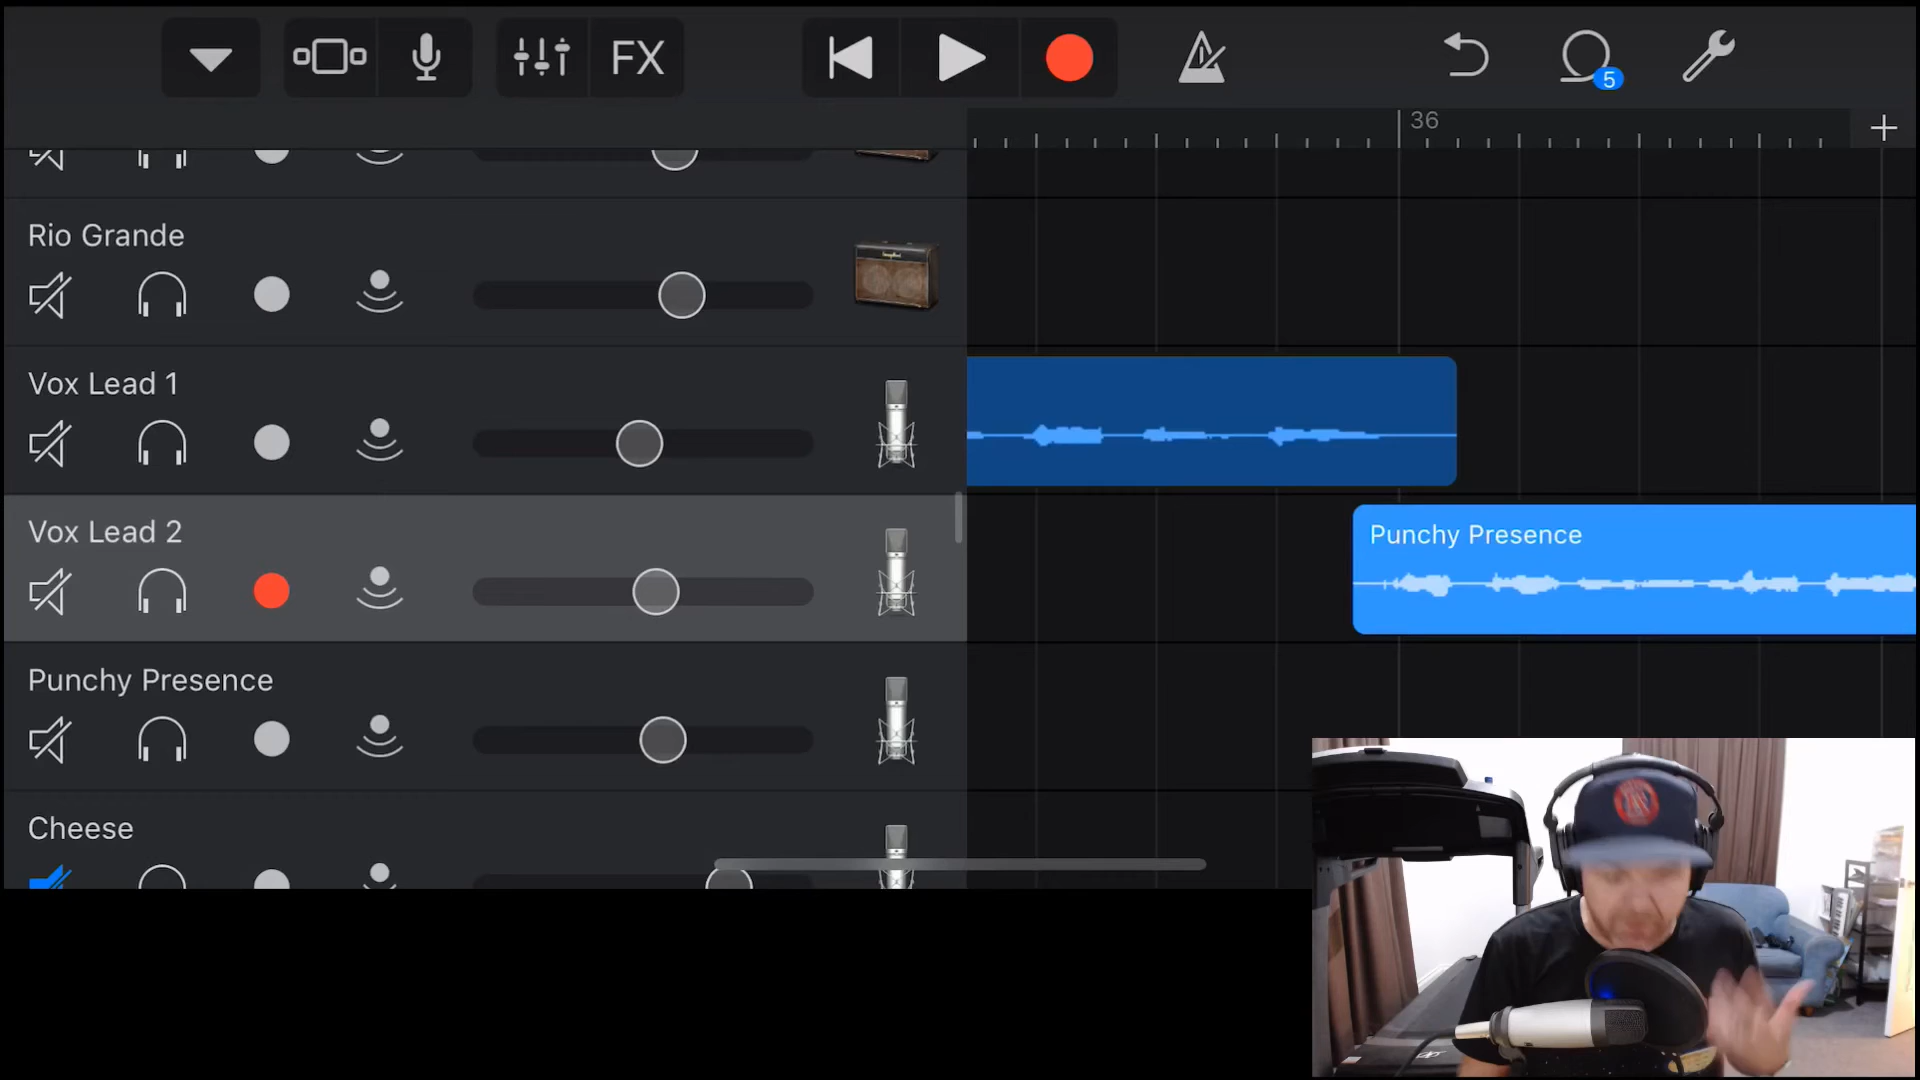 FX
5
36
Rio Grande
Vox Lead 1
Vox Lead 2
Punchy Presence
Punchy Presence
Cheese